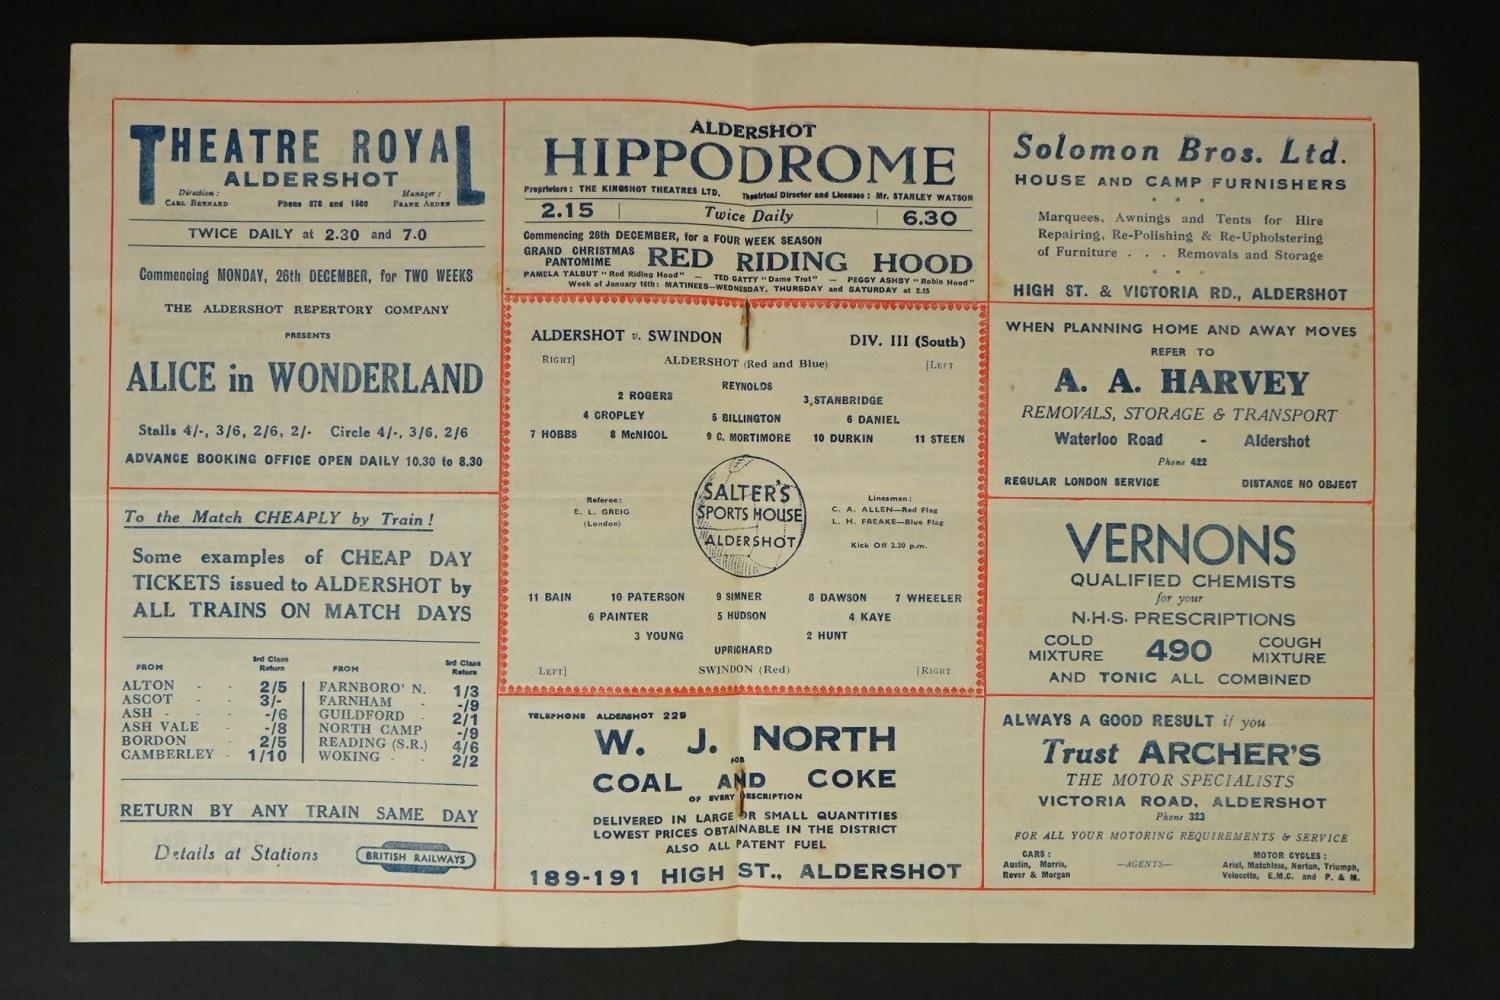 THEATRE ROYAL
ALDERSHOT
Direction: Manager:
CARL BERNARD Phone 878 and 1560 FRANK ARDEN
TWICE DAILY at 2.30 and 7.0
Commencing MONDAY, 26th DECEMBER, for TWO WEEKS
THE ALDERSHOT REPERTORY COMPANY
PRESENTS
ALICE in WONDERLAND
Stalls 4/-, 3/6, 2/6, 2/- Circle 4/-, 3/6, 2/6
ADVANCE BOOKING OFFICE OPEN DAILY 10.30 to 8.30
To the Match CHEAPLY by Train!
Some examples of CHEAP DAY
TICKETS issued to ALDERSHOT by
ALL TRAINS ON MATCH DAYS
FROM 3rd Class Return FROM 3rd Class Return
ALTON - - 2/5 FARNBORO' N. 1/3
ASCOT - - 3/- FARNHAM - -/9
ASH - - - -/6 GUILDFORD - 2/1
ASH VALE - -/8 NORTH CAMP -/9
BORDON - 2/5 READING (S.R.) 4/6
CAMBERLEY - 1/10 WOKING - - 2/2
RETURN BY ANY TRAIN SAME DAY
Details at Stations BRITISH RAILWAYS
ALDERSHOT
HIPPODROME
Proprietors: THE KINGSHOT THEATRES LTD. Theatrical Director and Licensee: Mr. STANLEY WATSON
2.15 Twice Daily 6.30
Commencing 26th DECEMBER, for a FOUR WEEK SEASON
GRAND CHRISTMAS
PANTOMIME RED RIDING HOOD
PAMELA TALBUT "Red Riding Hood" — TED GATTY "Dame Trot" — PEGGY ASHBY "Robin Hood"
Week of January 16th: MATINEES—WEDNESDAY, THURSDAY and SATURDAY at 2.15
ALDERSHOT v. SWINDON DIV. III (South)
RIGHT] ALDERSHOT (Red and Blue) [LEFT
REYNOLDS
2 ROGERS 3 STANBRIDGE
4 CROPLEY 5 BILLINGTON 6 DANIEL
7 HOBBS 8 McNICOL 9 C. MORTIMORE 10 DURKIN 11 STEEN
SALTER'S
SPORTS HOUSE
ALDERSHOT
Referee:
E. L. GREIG
(London)
Linesmen:
C. A. ALLEN—Red Flag
L. H. FREAKE—Blue Flag
Kick Off 2.30 p.m.
11 BAIN 10 PATERSON 9 SIMNER 8 DAWSON 7 WHEELER
6 PAINTER 5 HUDSON 4 KAYE
3 YOUNG 2 HUNT
UPRICHARD
LEFT] SWINDON (Red) [RIGHT
TELEPHONE ALDERSHOT 229
W. J. NORTH
FOR
COAL AND COKE
OF EVERY DESCRIPTION
DELIVERED IN LARGE OR SMALL QUANTITIES
LOWEST PRICES OBTAINABLE IN THE DISTRICT
ALSO ALL PATENT FUEL
189-191 HIGH ST., ALDERSHOT
Solomon Bros. Ltd.
HOUSE AND CAMP FURNISHERS
* * *
Marquees, Awnings and Tents for Hire
Repairing, Re-Polishing & Re-Upholstering
of Furniture . . . Removals and Storage
* * *
HIGH ST. & VICTORIA RD., ALDERSHOT
WHEN PLANNING HOME AND AWAY MOVES
REFER TO
A. A. HARVEY
REMOVALS, STORAGE & TRANSPORT
Waterloo Road - Aldershot
Phone 422
REGULAR LONDON SERVICE DISTANCE NO OBJECT
VERNONS
QUALIFIED CHEMISTS
for your
N·H·S· PRESCRIPTIONS
COLD MIXTURE 490 COUGH MIXTURE
AND TONIC ALL COMBINED
ALWAYS A GOOD RESULT if you
Trust ARCHER'S
THE MOTOR SPECIALISTS
VICTORIA ROAD, ALDERSHOT
Phone 323
FOR ALL YOUR MOTORING REQUIREMENTS & SERVICE
CARS: MOTOR CYCLES:
Austin, Morris, —AGENTS— Ariel, Matchless, Norton, Triumph,
Rover & Morgan Velocette, E.M.C. and P. & M.